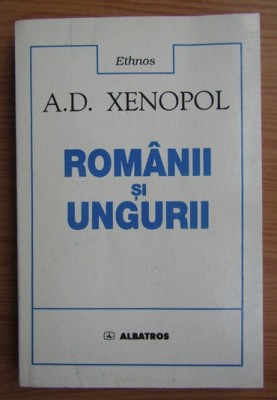 Ethnos
A.D. XENOPOL
ROMÂNII
ȘI
UNGURII
ALBATROS